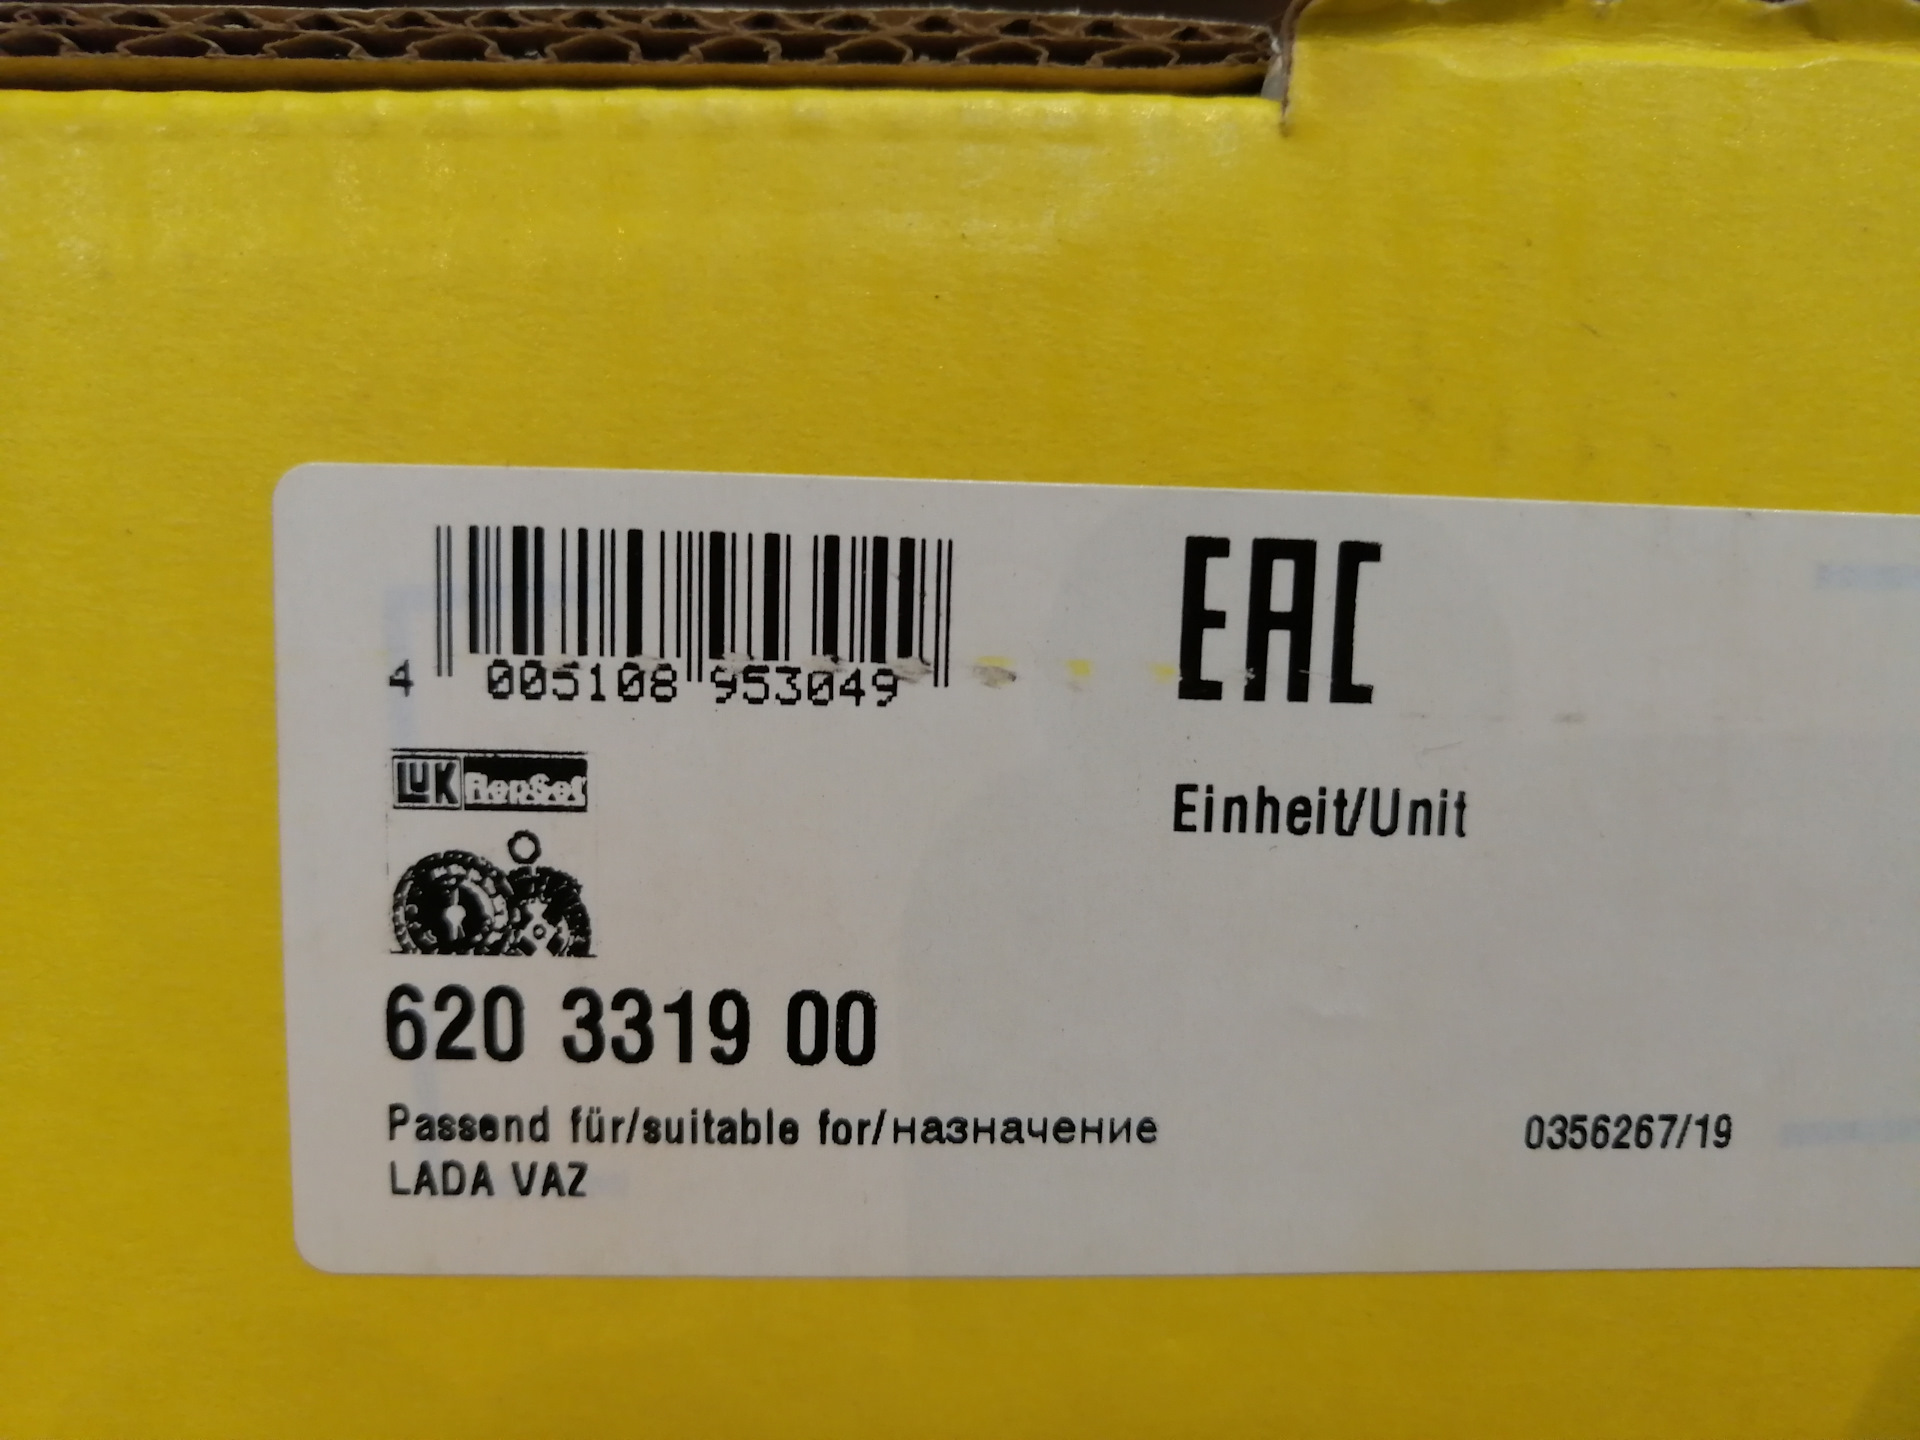 EAC
4 005108 953049
LUK RepSet
Einheit/Unit
620 3319 00
Passend für/suitable for/назначение
LADA VAZ
0356267/19